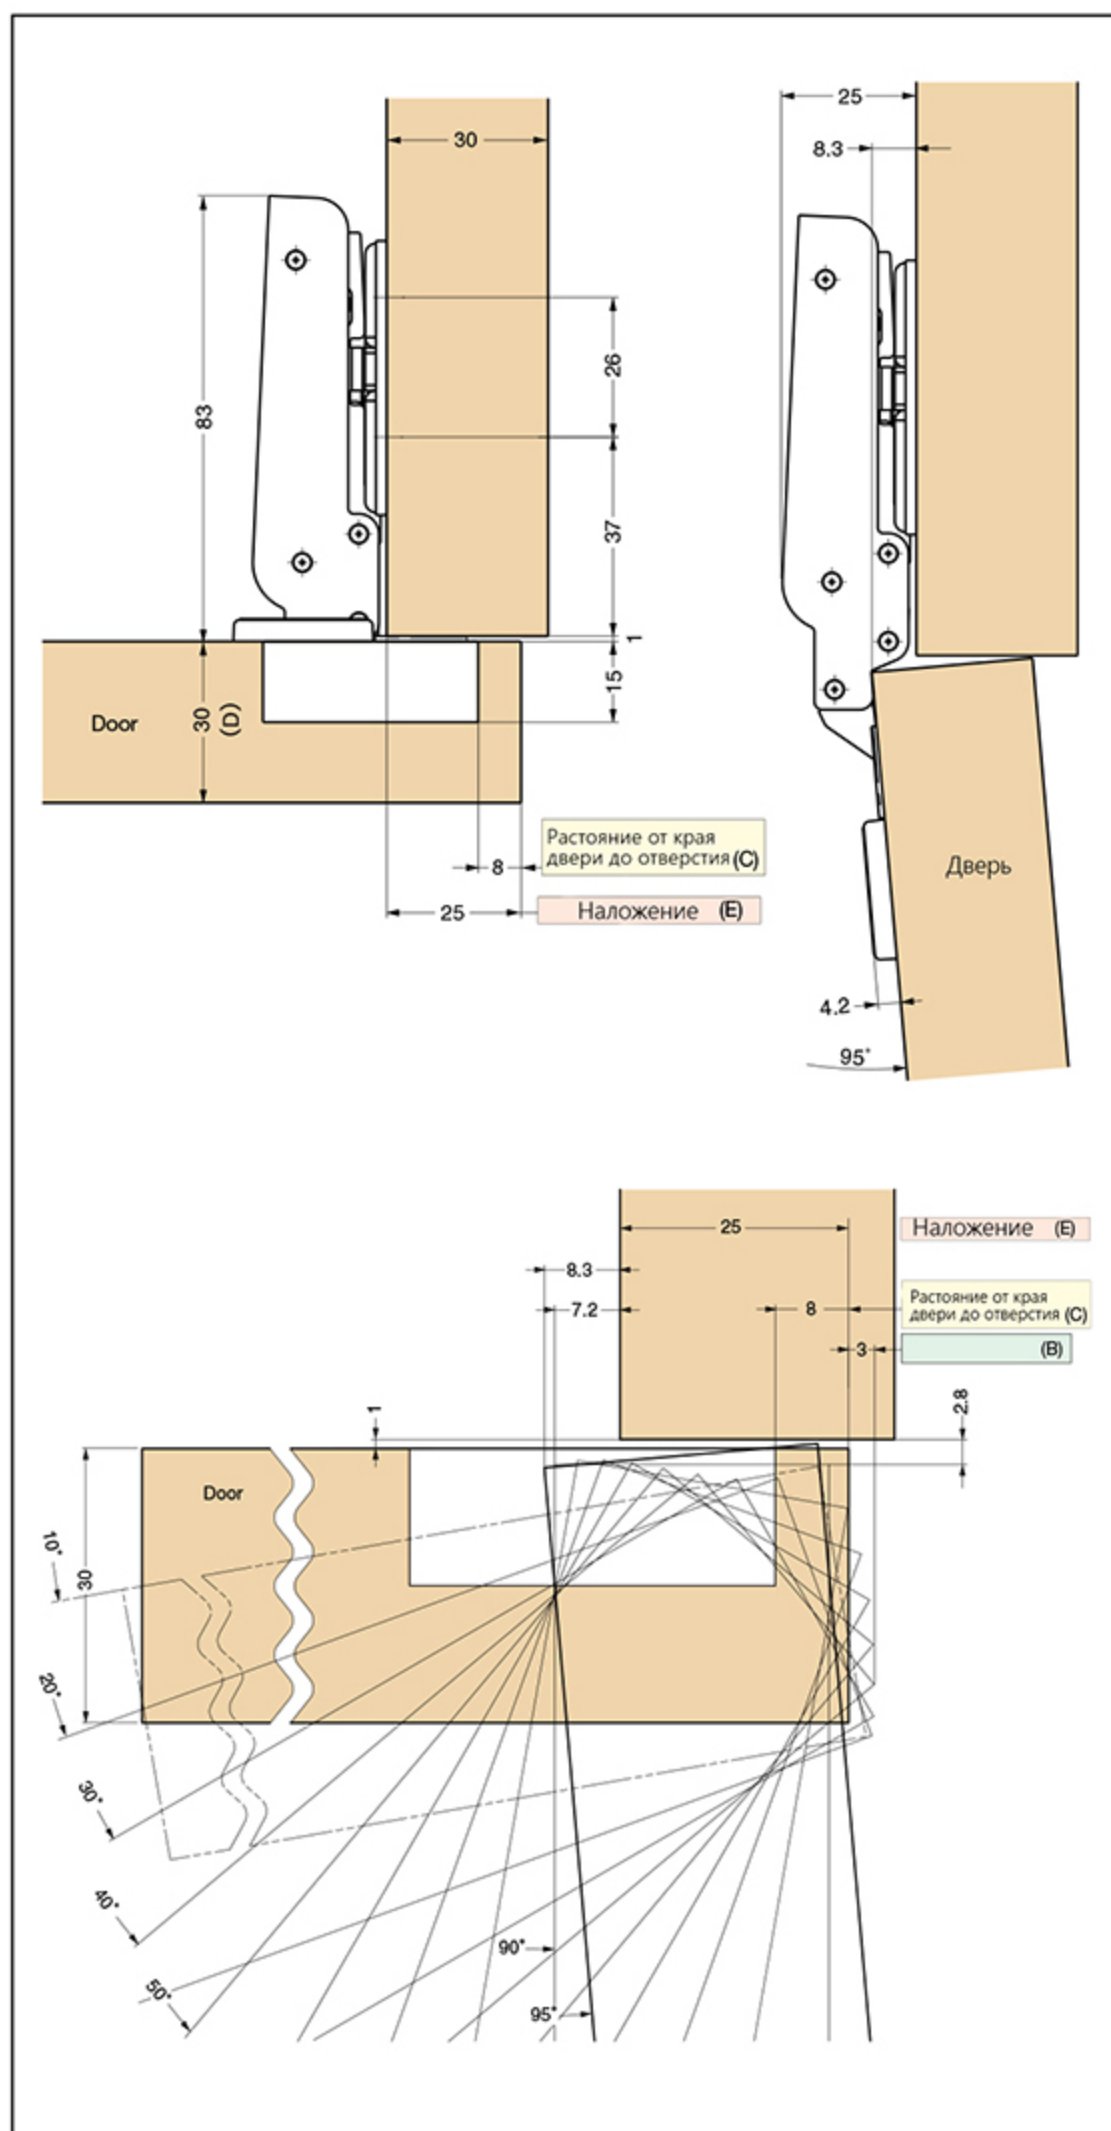 30
25
8.3
83
26
37
1
15
Door
30
(D)
Растояние от края
двери до отверстия (C)
8
25
Наложение (E)
Дверь
4.2
95°
25
Наложение (E)
8.3
7.2
8
Растояние от края
двери до отверстия (C)
3
(B)
1
2.8
Door
30
10°
20°
30°
40°
50°
90°
95°